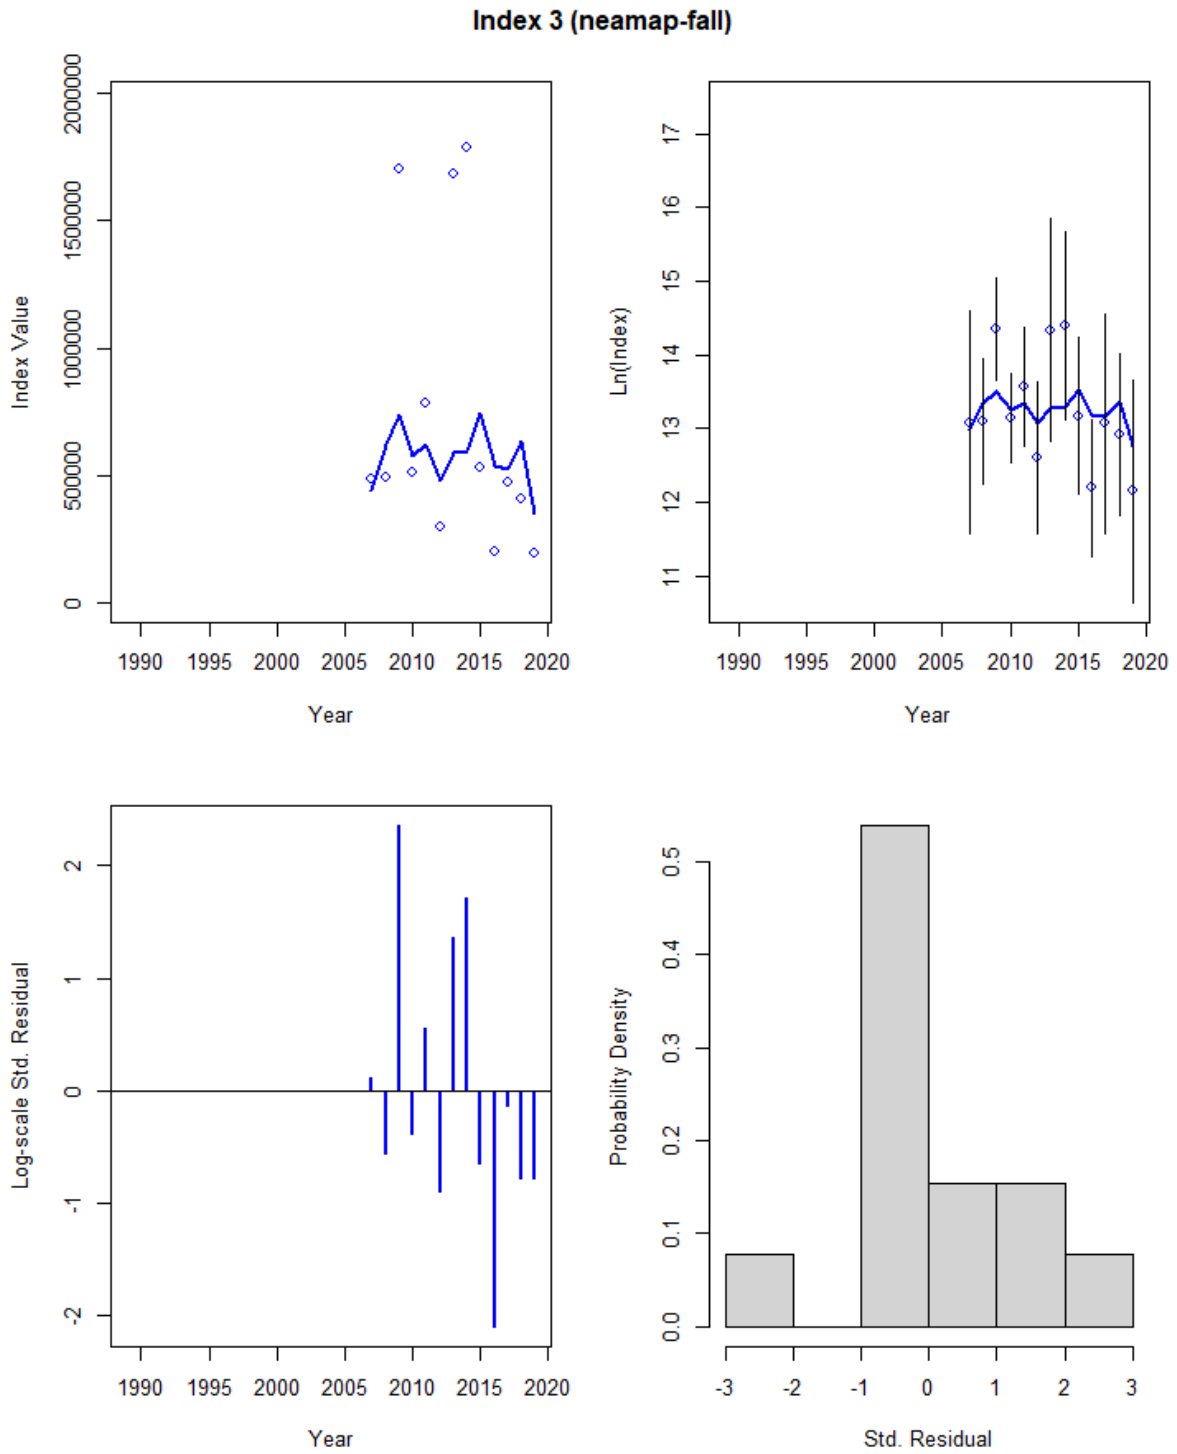 Index 3 (neamap-fall)
Index Value
2000000
1500000
1000000
500000
0
1990 1995 2000 2005 2010 2015 2020
Year
Ln(Index)
17
16
15
14
13
12
11
1990 1995 2000 2005 2010 2015 2020
Year
Log-scale Std. Residual
2
1
0
-1
-2
1990 1995 2000 2005 2010 2015 2020
Year
Probability Density
0.5
0.4
0.3
0.2
0.1
0.0
-3 -2 -1 0 1 2 3
Std. Residual